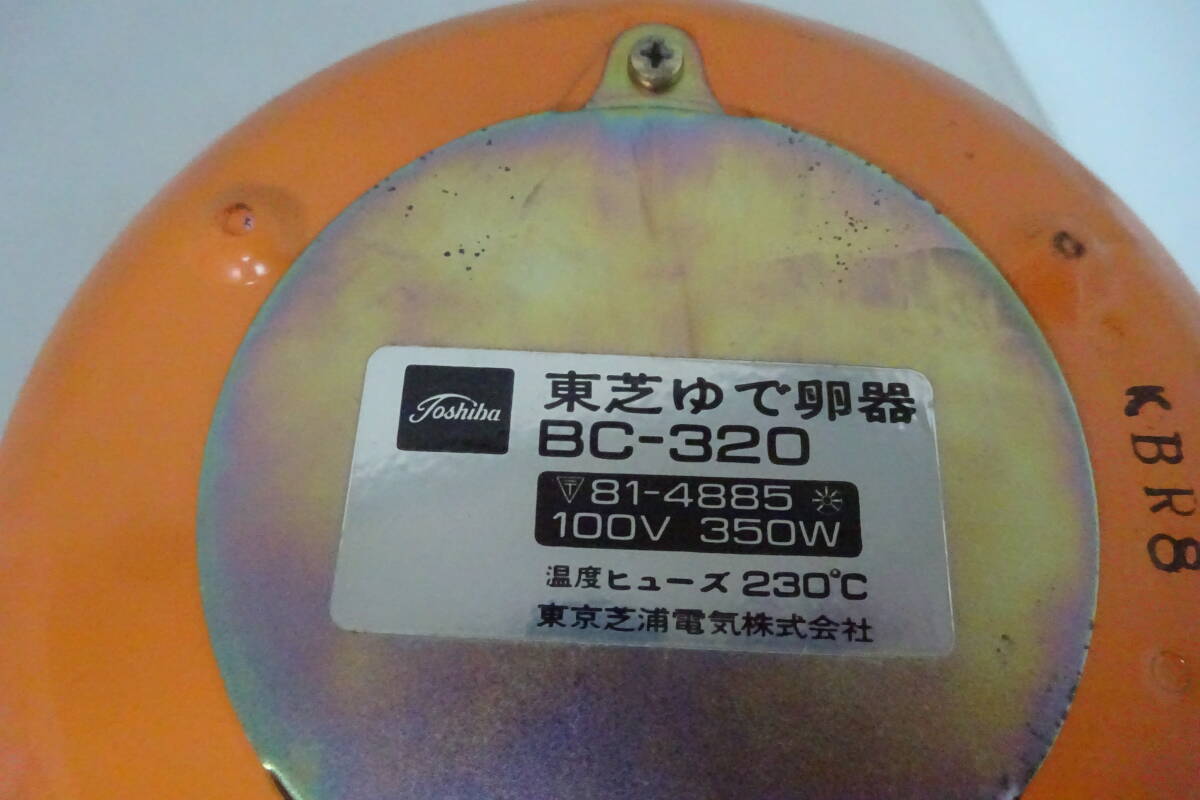 Toshiba
東芝ゆで卵器
BC-320
〒 81-4885
100V 350W
温度ヒューズ 230℃
東京芝浦電気株式会社
KBR8